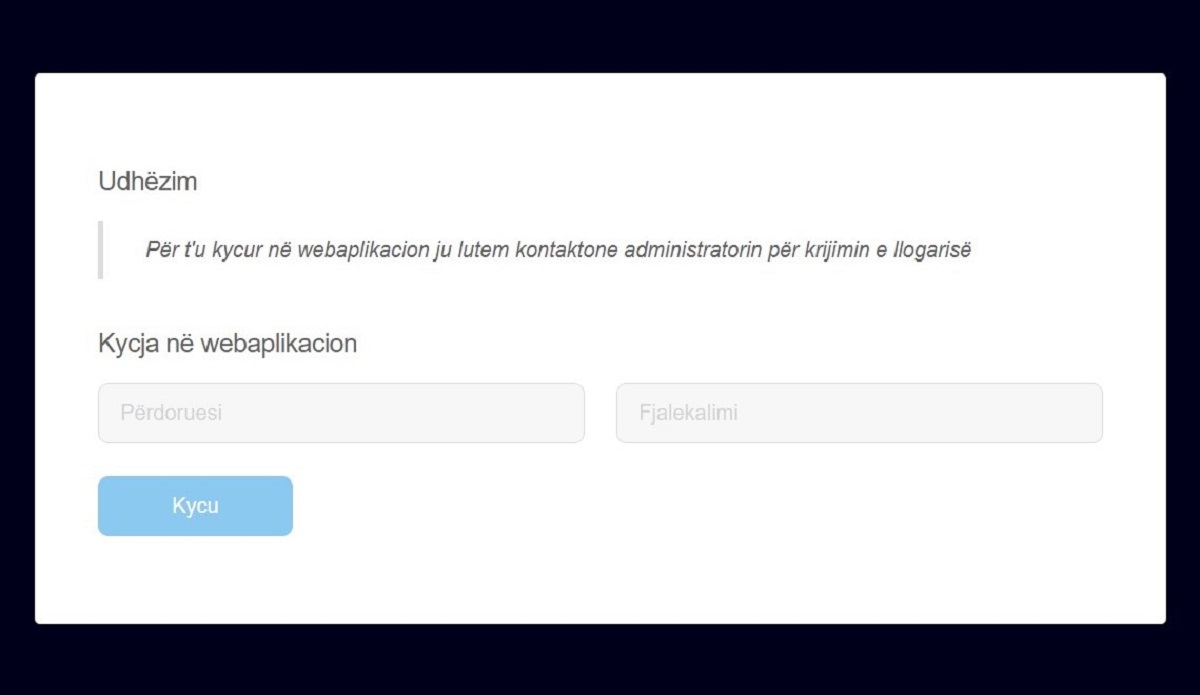 Udhëzim
Për t'u kycur në webaplikacion ju lutem kontaktone administratorin për krijimin e llogarisë
Kycja në webaplikacion
Përdoruesi
Fjalekalimi
Kycu